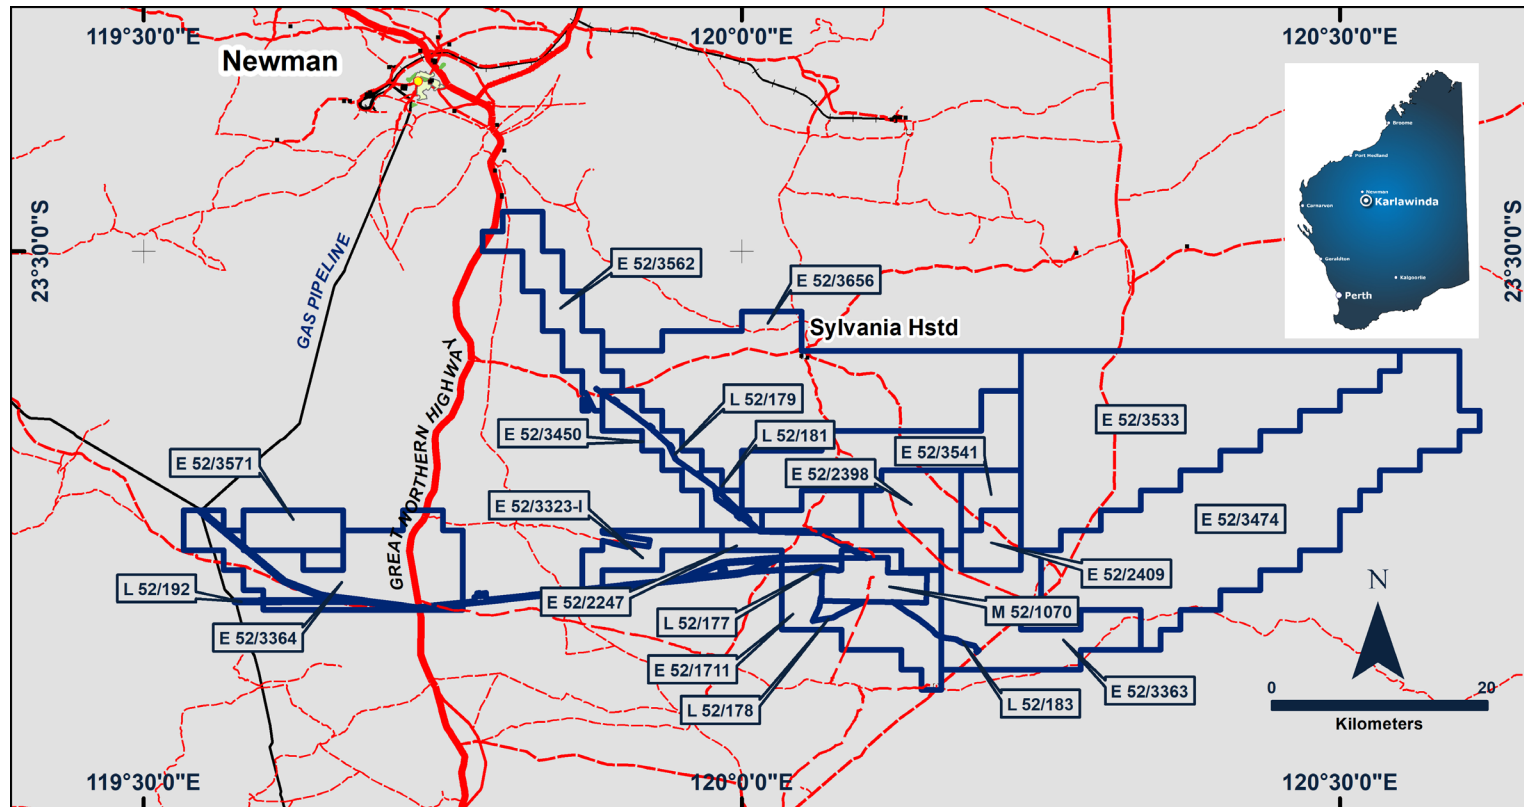 119°30'0"E
120°0'0"E
120°30'0"E
Newman
23°30'0"S
23°30'0"S
Broome
Port Hedland
Newman
Karlawinda
Carnarvon
Geraldton
Kalgoorlie
Perth
GAS PIPELINE
E 52/3562
E 52/3656
Sylvania Hstd
GREAT NORTHERN HIGHWAY
L 52/179
E 52/3450
L 52/181
E 52/3533
E 52/3541
E 52/3571
E 52/2398
E 52/3323-I
E 52/3474
E 52/2409
L 52/192
E 52/2247
M 52/1070
L 52/177
E 52/3364
E 52/1711
E 52/3363
L 52/178
L 52/183
N
0 20
Kilometers
119°30'0"E
120°0'0"E
120°30'0"E